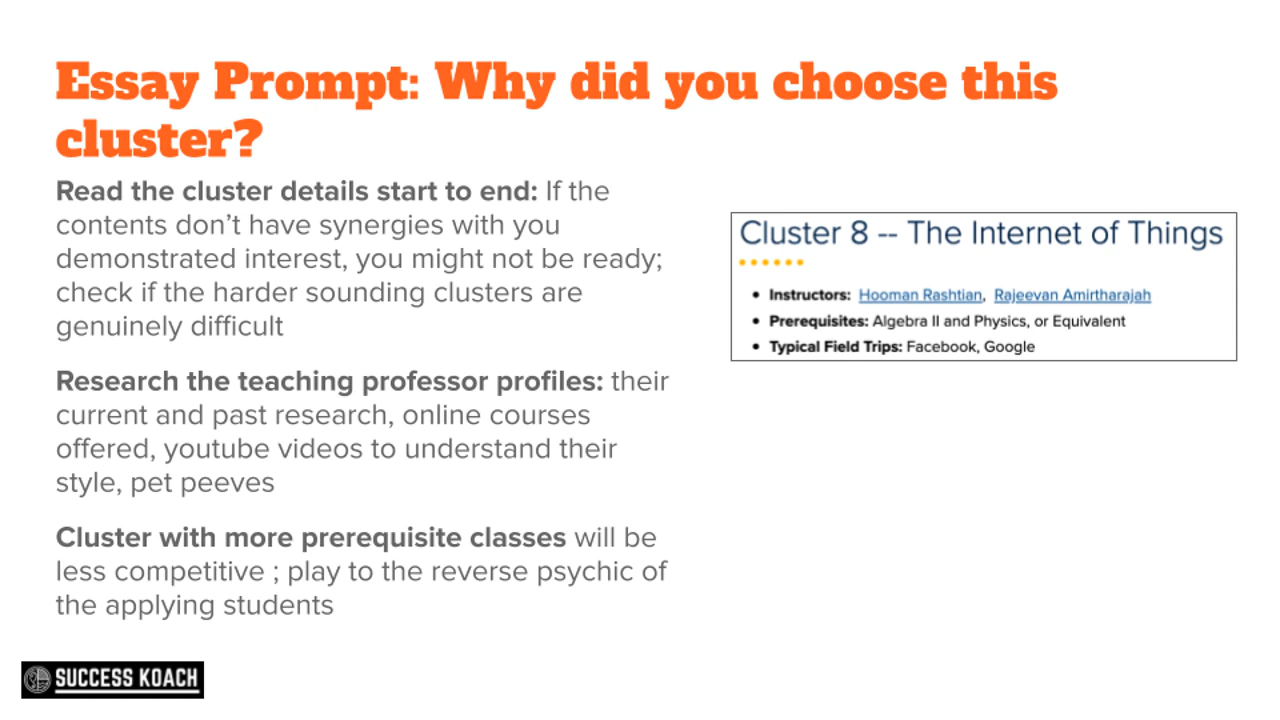 Essay Prompt: Why did you choose this
cluster?
Read the cluster details start to end: If the
contents don’t have synergies with you
demonstrated interest, you might not be ready;
check if the harder sounding clusters are
genuinely difficult
Research the teaching professor profiles: their
current and past research, online courses
offered, youtube videos to understand their
style, pet peeves
Cluster with more prerequisite classes will be
less competitive ; play to the reverse psychic of
the applying students
Cluster 8 -- The Internet of Things
• Instructors: Hooman Rashtian, Rajeevan Amirtharajah
• Prerequisites: Algebra II and Physics, or Equivalent
• Typical Field Trips: Facebook, Google
SUCCESS KOACH